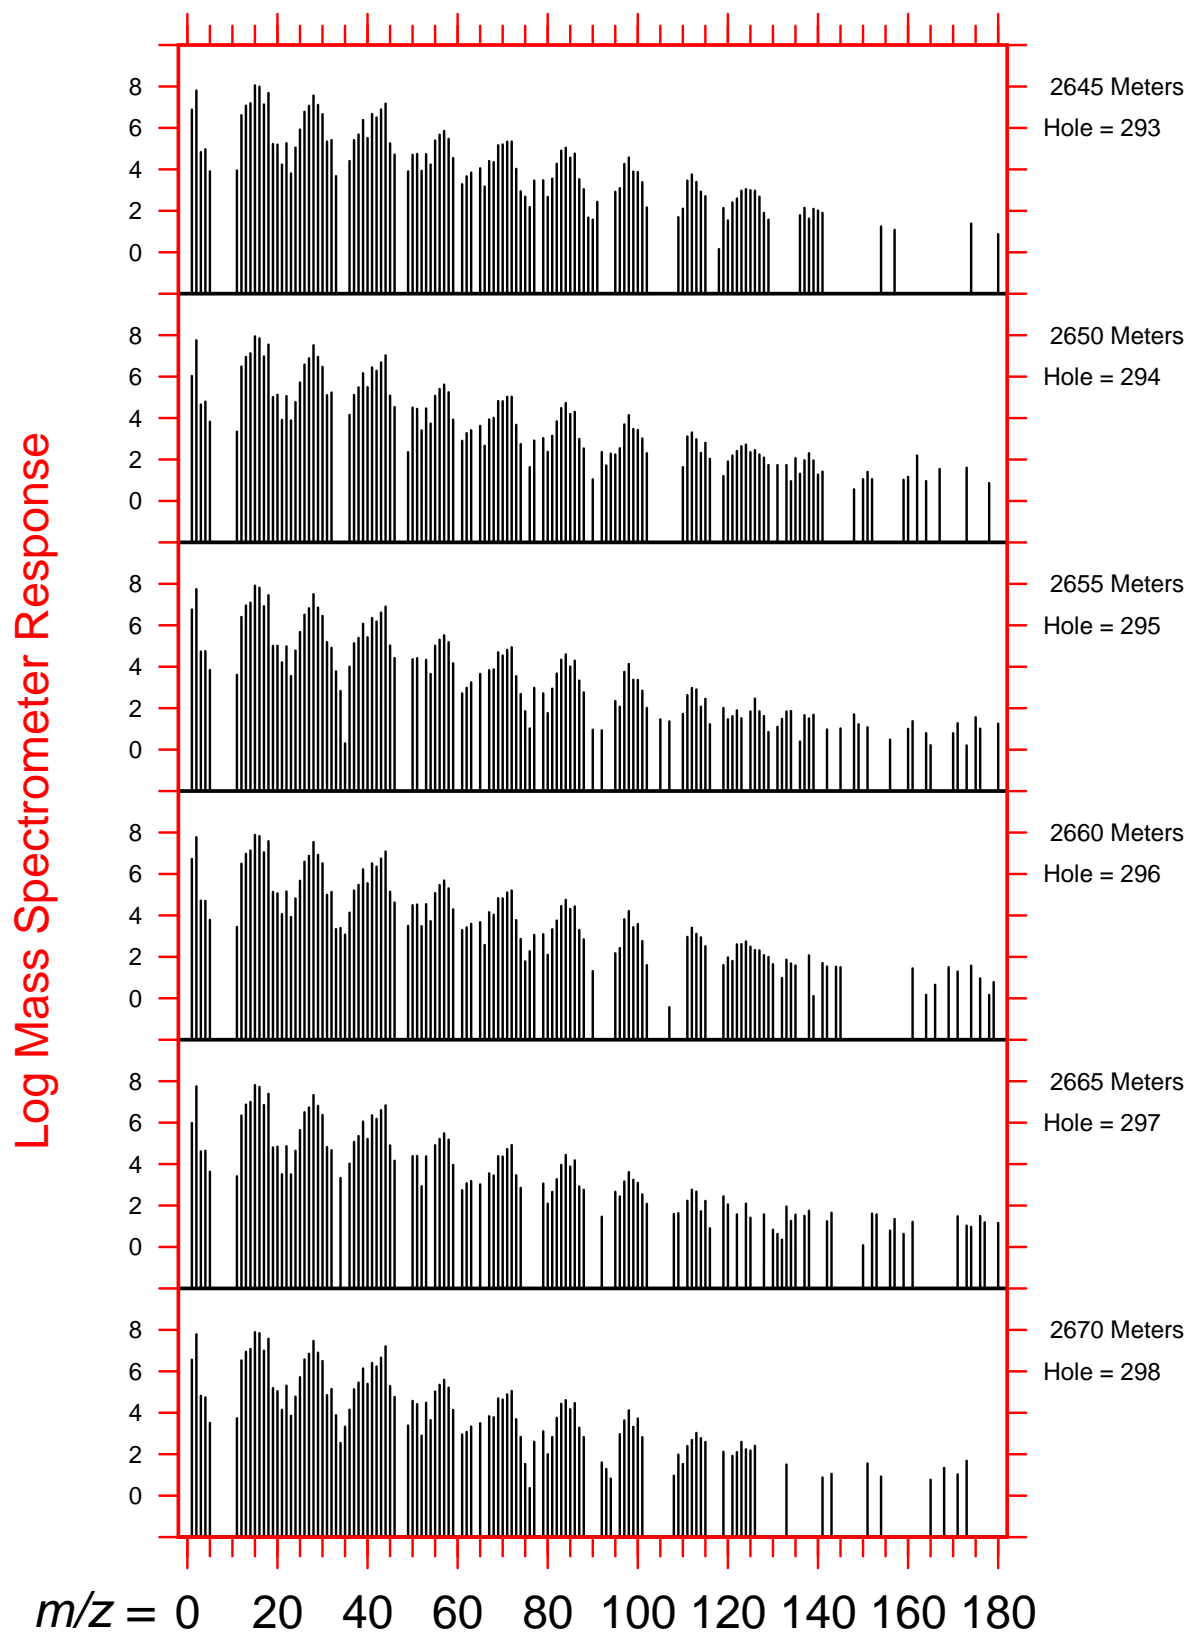 8
6
4
2
0
2645 Meters
Hole = 293
8
6
4
2
0
2650 Meters
Hole = 294
8
6
4
2
0
2655 Meters
Hole = 295
8
6
4
2
0
2660 Meters
Hole = 296
8
6
4
2
0
2665 Meters
Hole = 297
8
6
4
2
0
2670 Meters
Hole = 298
Log Mass Spectrometer Response
m/z = 0 20 40 60 80 100 120 140 160 180